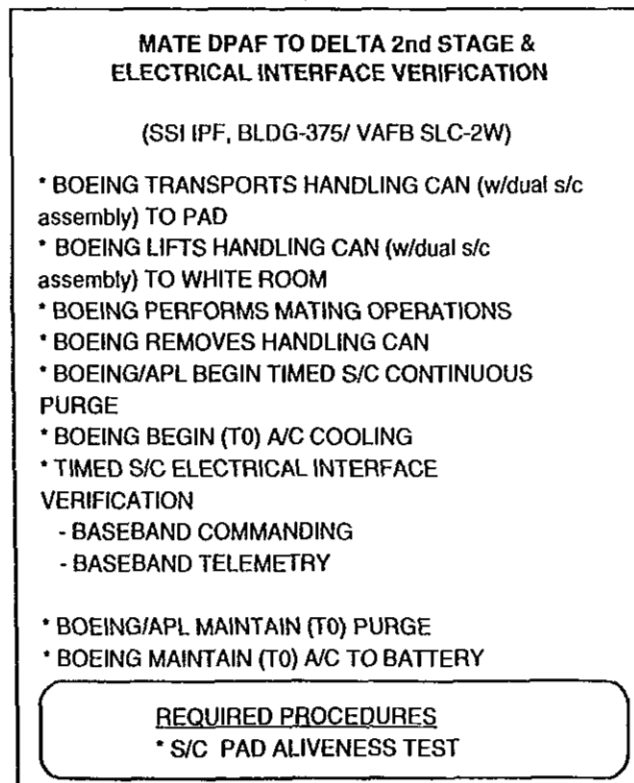 MATE DPAF TO DELTA 2nd STAGE &
ELECTRICAL INTERFACE VERIFICATION
(SSI IPF, BLDG-375/ VAFB SLC-2W)
* BOEING TRANSPORTS HANDLING CAN (w/dual s/c
assembly) TO PAD
* BOEING LIFTS HANDLING CAN (w/dual s/c
assembly) TO WHITE ROOM
* BOEING PERFORMS MATING OPERATIONS
* BOEING REMOVES HANDLING CAN
* BOEING/APL BEGIN TIMED S/C CONTINUOUS
PURGE
* BOEING BEGIN (T0) A/C COOLING
* TIMED S/C ELECTRICAL INTERFACE
VERIFICATION
- BASEBAND COMMANDING
- BASEBAND TELEMETRY
* BOEING/APL MAINTAIN (T0) PURGE
* BOEING MAINTAIN (T0) A/C TO BATTERY
REQUIRED PROCEDURES
* S/C PAD ALIVENESS TEST